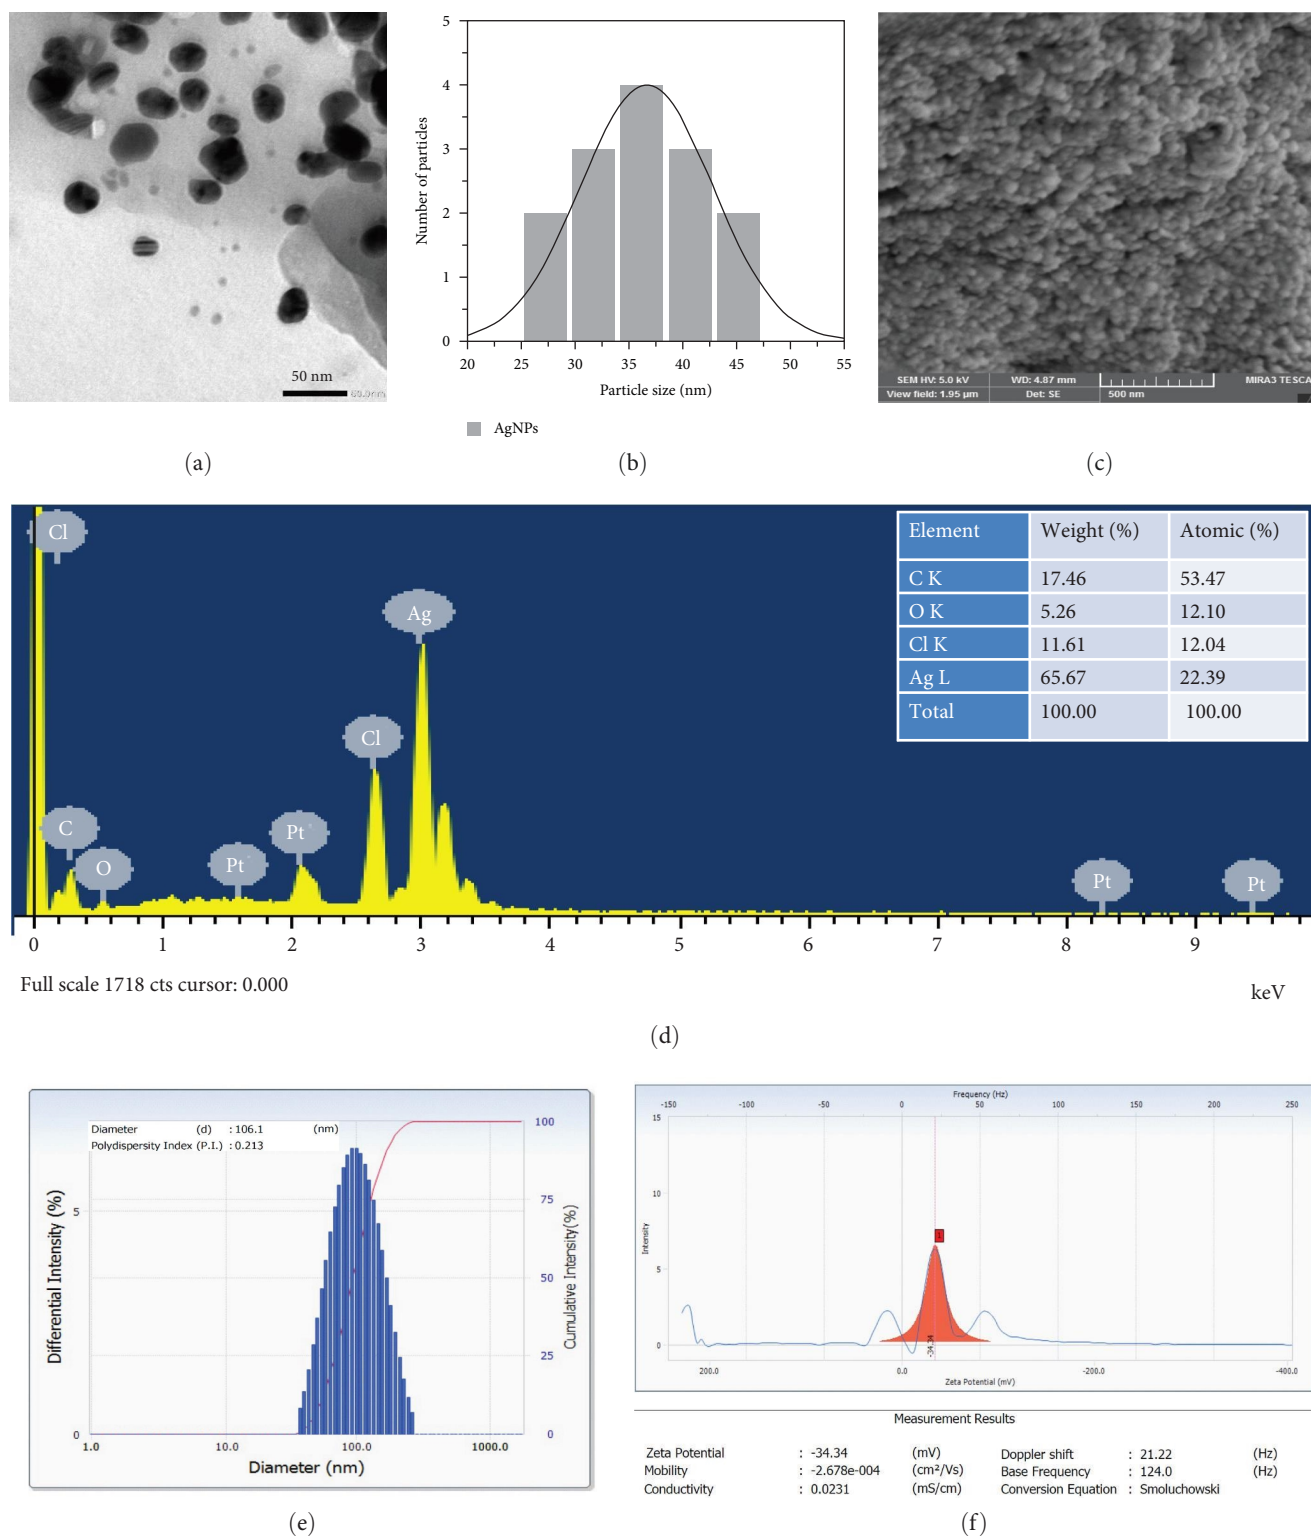 50 nm
60.0nm
5
4
3
2
1
0
Number of particles
20 25 30 35 40 45 50 55
Particle size (nm)
AgNPs
SEM HV: 5.0 kV WD: 4.87 mm MIRA3 TESCA
View field: 1.95 µm Det: SE 500 nm
(a) (b) (c)
Cl
Ag
Cl
C
O
Pt
Pt
Pt
Pt
Element Weight (%) Atomic (%)
C K 17.46 53.47
O K 5.26 12.10
Cl K 11.61 12.04
Ag L 65.67 22.39
Total 100.00 100.00
0 1 2 3 4 5 6 7 8 9
Full scale 1718 cts cursor: 0.000
keV
(d)
Diameter (d) : 106.1 (nm)
Polydispersity Index (P.I.) : 0.213
Differential Intensity (%)
5
0
100
75
50
25
0
Cumulative Intensity(%)
1.0 10.0 100.0 1000.0
Diameter (nm)
(e)
Frequency (Hz)
-150 -100 -50 0 50 100 150 200 250
15
10
5
0
Intensity
1
-34.34
200.0 0.0 -200.0 -400.0
Zeta Potential (mV)
Measurement Results
Zeta Potential : -34.34 (mV) Doppler shift : 21.22 (Hz)
Mobility : -2.678e-004 (cm²/Vs) Base Frequency : 124.0 (Hz)
Conductivity : 0.0231 (mS/cm) Conversion Equation : Smoluchowski
(f)